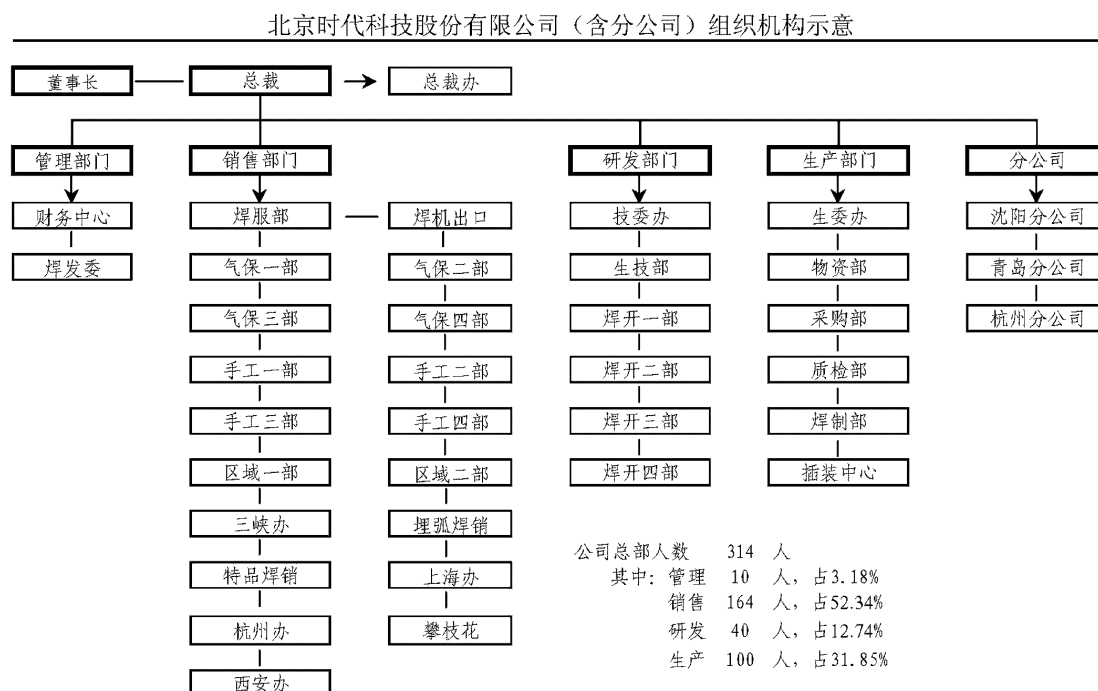 北京时代科技股份有限公司（含分公司）组织机构示意
董事长 总裁 总裁办
管理部门 销售部门 研发部门 生产部门 分公司
财务中心 焊服部 焊机出口 技委办 生委办 沈阳分公司
焊发委 气保一部 气保二部 生技部 物资部 青岛分公司
气保三部 气保四部 焊开一部 采购部 杭州分公司
手工一部 手工二部 焊开二部 质检部
手工三部 手工四部 焊开三部 焊制部
区域一部 区域二部 焊开四部 插装中心
三峡办 埋弧焊销
特品焊销 上海办
杭州办 攀枝花
西安办
公司总部人数 314 人
其中: 管理 10 人, 占3.18%
销售 164 人, 占52.34%
研发 40 人, 占12.74%
生产 100 人, 占31.85%